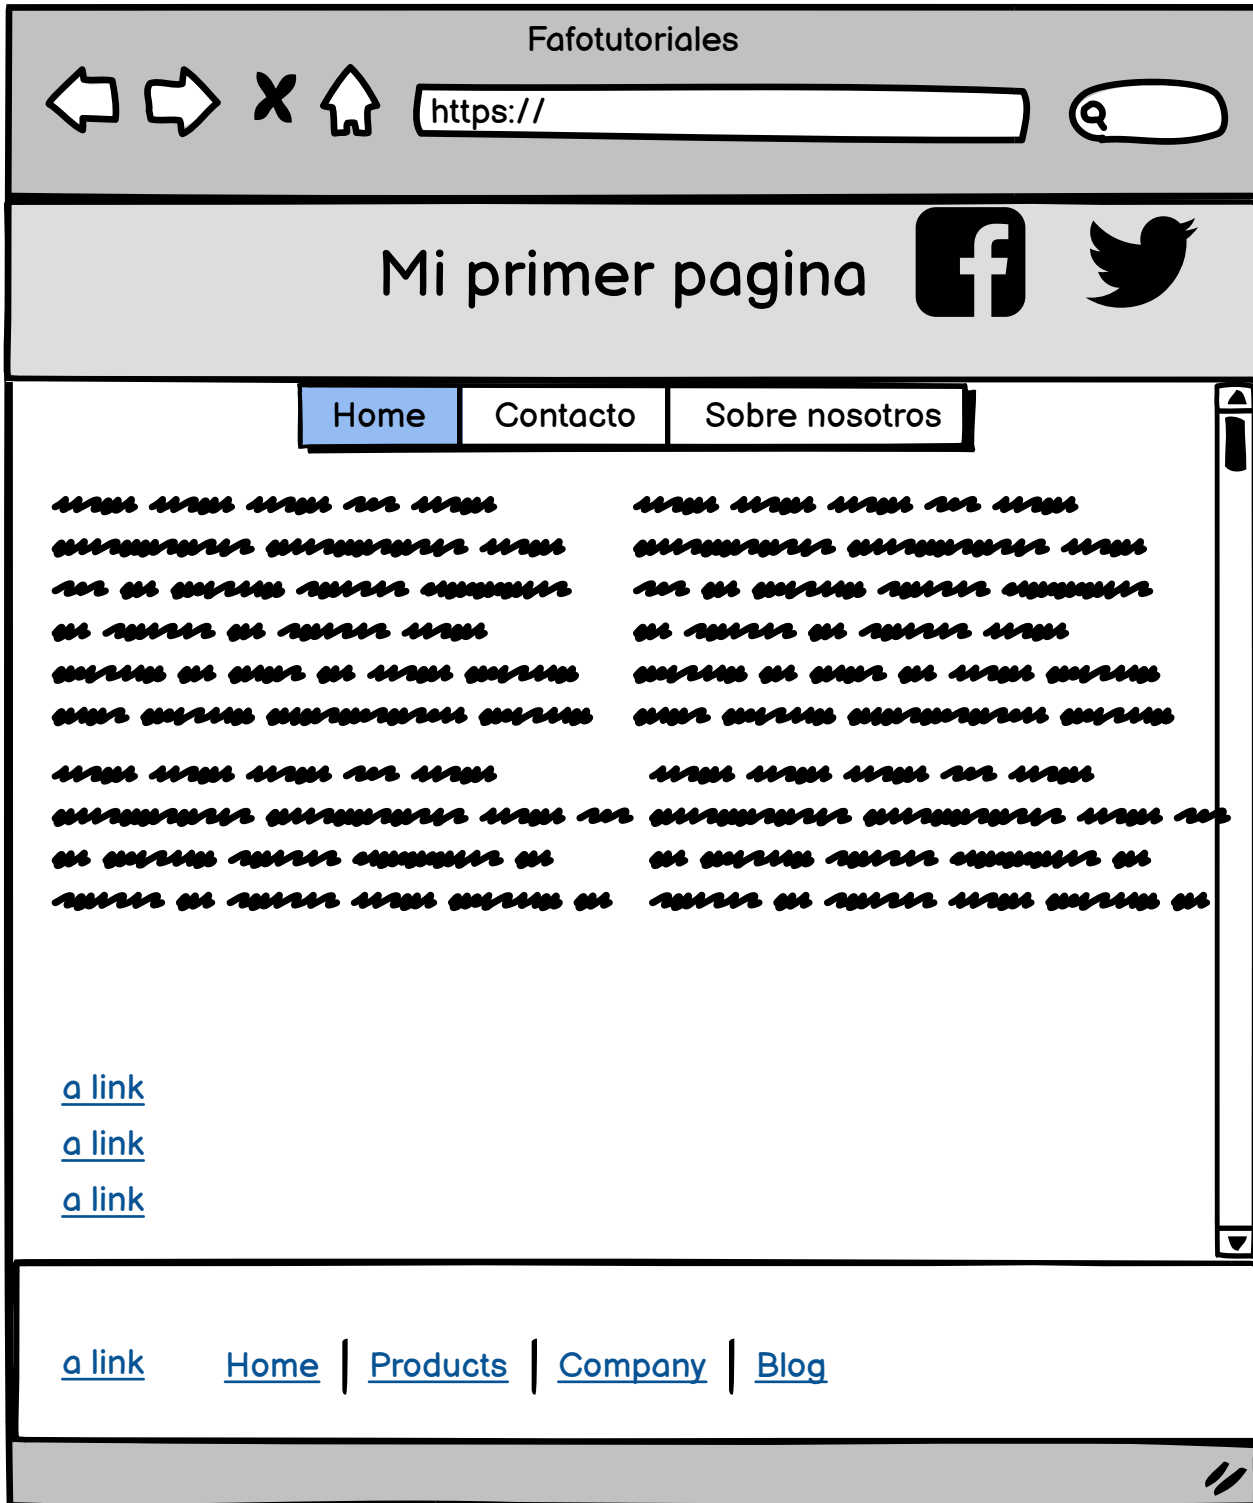 Fafotutoriales
https://
Mi primer pagina
Home Contacto Sobre nosotros
a link
a link
a link
a link Home Products Company Blog